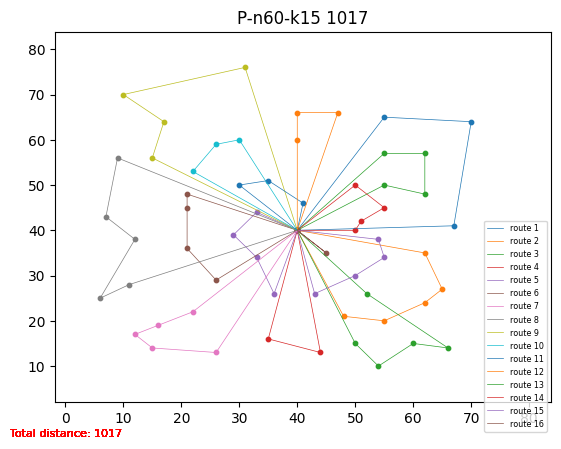 P-n60-k15 1017
80
70
60
50
40
30
20
10
0 10 20 30 40 50 60 70 80
route 1
route 2
route 3
route 4
route 5
route 6
route 7
route 8
route 9
route 10
route 11
route 12
route 13
route 14
route 15
route 16
Total distance: 1017